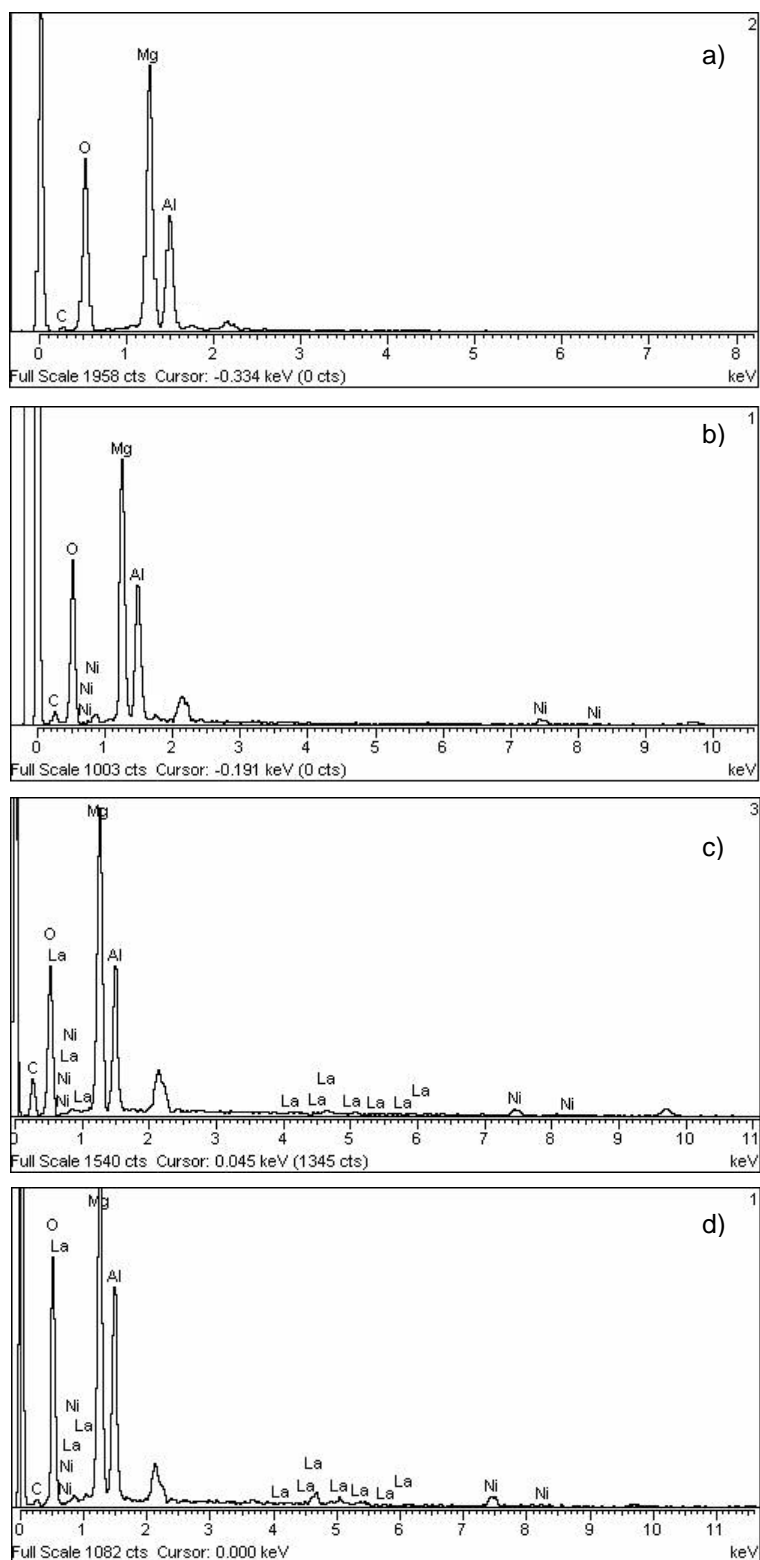 2
a)
Mg
O
Al
C
0 1 2 3 4 5 6 7 8
Full Scale 1958 cts Cursor: -0.334 keV (0 cts) keV
1
b)
Mg
O
Al
Ni
Ni
C Ni Ni Ni
0 1 2 3 4 5 6 7 8 9 10
Full Scale 1003 cts Cursor: -0.191 keV (0 cts) keV
3
Mg
c)
O
La Al
Ni
La La La
C Ni La La La La La Ni Ni
Ni La
0 1 2 3 4 5 6 7 8 9 10 11
Full Scale 1540 cts Cursor: 0.045 keV (1345 cts) keV
1
Mg
d)
O
La
Al
Ni
La
La La
Ni La La
C Ni La La La La La Ni Ni
0 1 2 3 4 5 6 7 8 9 10 11
Full Scale 1082 cts Cursor: 0.000 keV keV